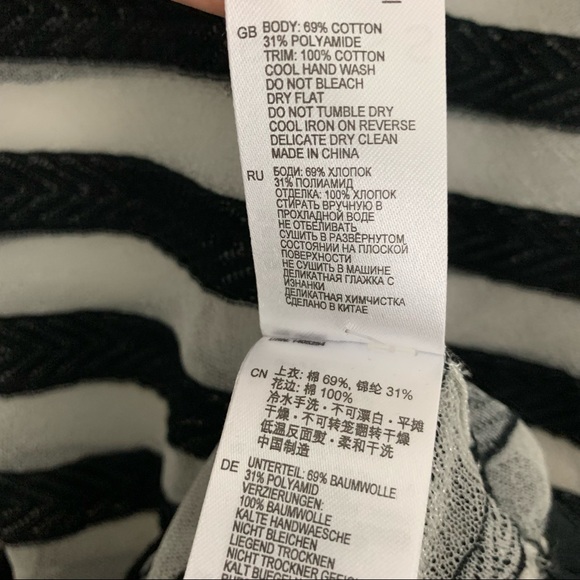 GB BODY: 69% COTTON
31% POLYAMIDE
TRIM: 100% COTTON
COOL HAND WASH
DO NOT BLEACH
DRY FLAT
DO NOT TUMBLE DRY
COOL IRON ON REVERSE
DELICATE DRY CLEAN
MADE IN CHINA
RU БОДИ: 69% ХЛОПОК
31% ПОЛИАМИД
ОТДЕЛКА: 100% ХЛОПОК
СТИРАТЬ ВРУЧНУЮ В
ПРОХЛАДНОЙ ВОДЕ
НЕ ОТБЕЛИВАТЬ
СУШИТЬ В РАЗВЁРНУТОМ
СОСТОЯНИИ НА ПЛОСКОЙ
ПОВЕРХНОСТИ
НЕ СУШИТЬ В МАШИНЕ
ДЕЛИКАТНАЯ ГЛАЖКА С
ИЗНАНКИ
ДЕЛИКАТНАЯ ХИМЧИСТКА
СДЕЛАНО В КИТАЕ
CN 上衣: 棉 69%, 锦纶 31%
花边: 棉 100%
冷水手洗·不可漂白·平摊
干燥·不可转笼翻转干燥
低温反面熨·柔和干洗
中国制造
DE UNTERTEIL: 69% BAUMWOLLE
31% POLYAMID
VERZIERUNGEN:
100% BAUMWOLLE
KALTE HANDWAESCHE
NICHT BLEICHEN
LIEGEND TROCKNEN
NICHT TROMMEL GEEIGNET